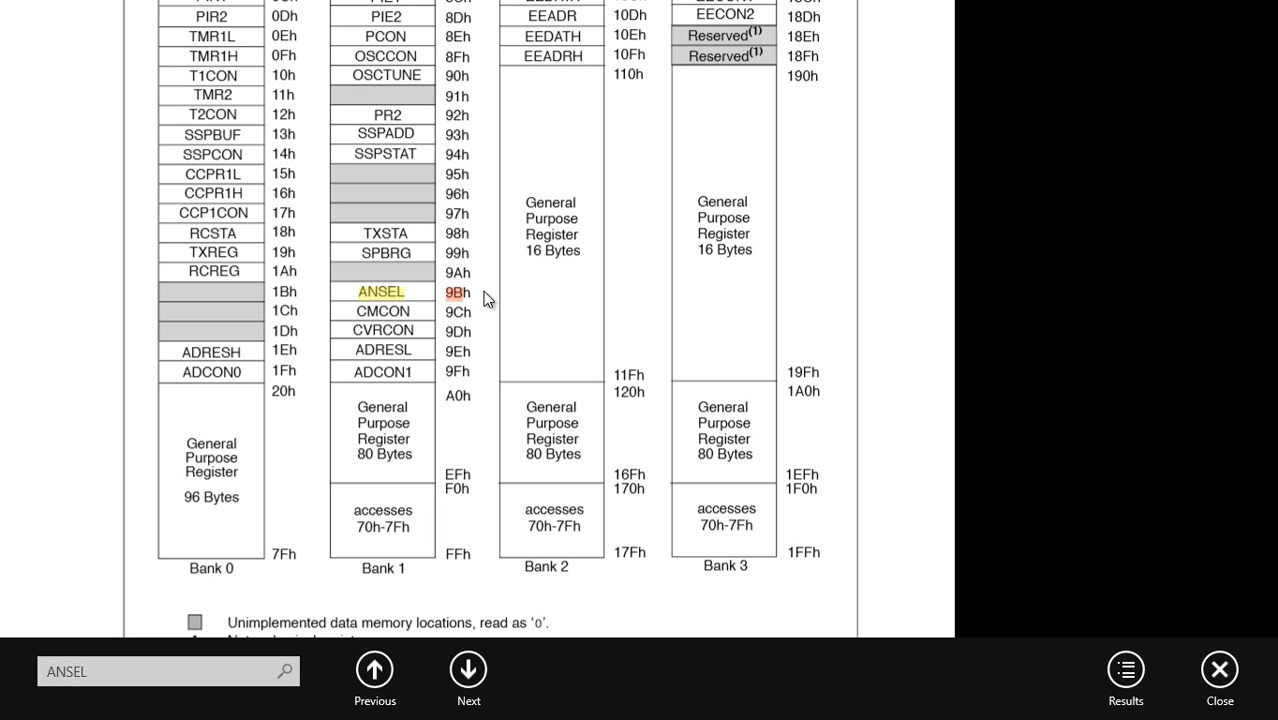 PIR2 0Dh PIE2 8Dh EEADR 10Dh EECON2 18Dh
TMR1L 0Eh PCON 8Eh EEDATH 10Eh Reserved(1) 18Eh
TMR1H 0Fh OSCCON 8Fh EEADRH 10Fh Reserved(1) 18Fh
T1CON 10h OSCTUNE 90h 110h 190h
TMR2 11h 91h
T2CON 12h PR2 92h
SSPBUF 13h SSPADD 93h
SSPCON 14h SSPSTAT 94h
CCPR1L 15h 95h
CCPR1H 16h 96h General General
CCP1CON 17h 97h Purpose Purpose
RCSTA 18h TXSTA 98h Register Register
TXREG 19h SPBRG 99h 16 Bytes 16 Bytes
RCREG 1Ah 9Ah
1Bh ANSEL 9Bh
1Ch CMCON 9Ch
1Dh CVRCON 9Dh
ADRESH 1Eh ADRESL 9Eh
ADCON0 1Fh ADCON1 9Fh 11Fh 19Fh
20h A0h 120h 1A0h
General General General
Purpose Purpose Purpose
General Register Register Register
Purpose 80 Bytes 80 Bytes 80 Bytes
Register EFh 16Fh 1EFh
F0h 170h 1F0h
96 Bytes
accesses accesses accesses
70h-7Fh 70h-7Fh 70h-7Fh
7Fh FFh 17Fh 1FFh
Bank 0 Bank 1 Bank 2 Bank 3
Unimplemented data memory locations, read as '0'.
ANSEL
Previous Next Results Close